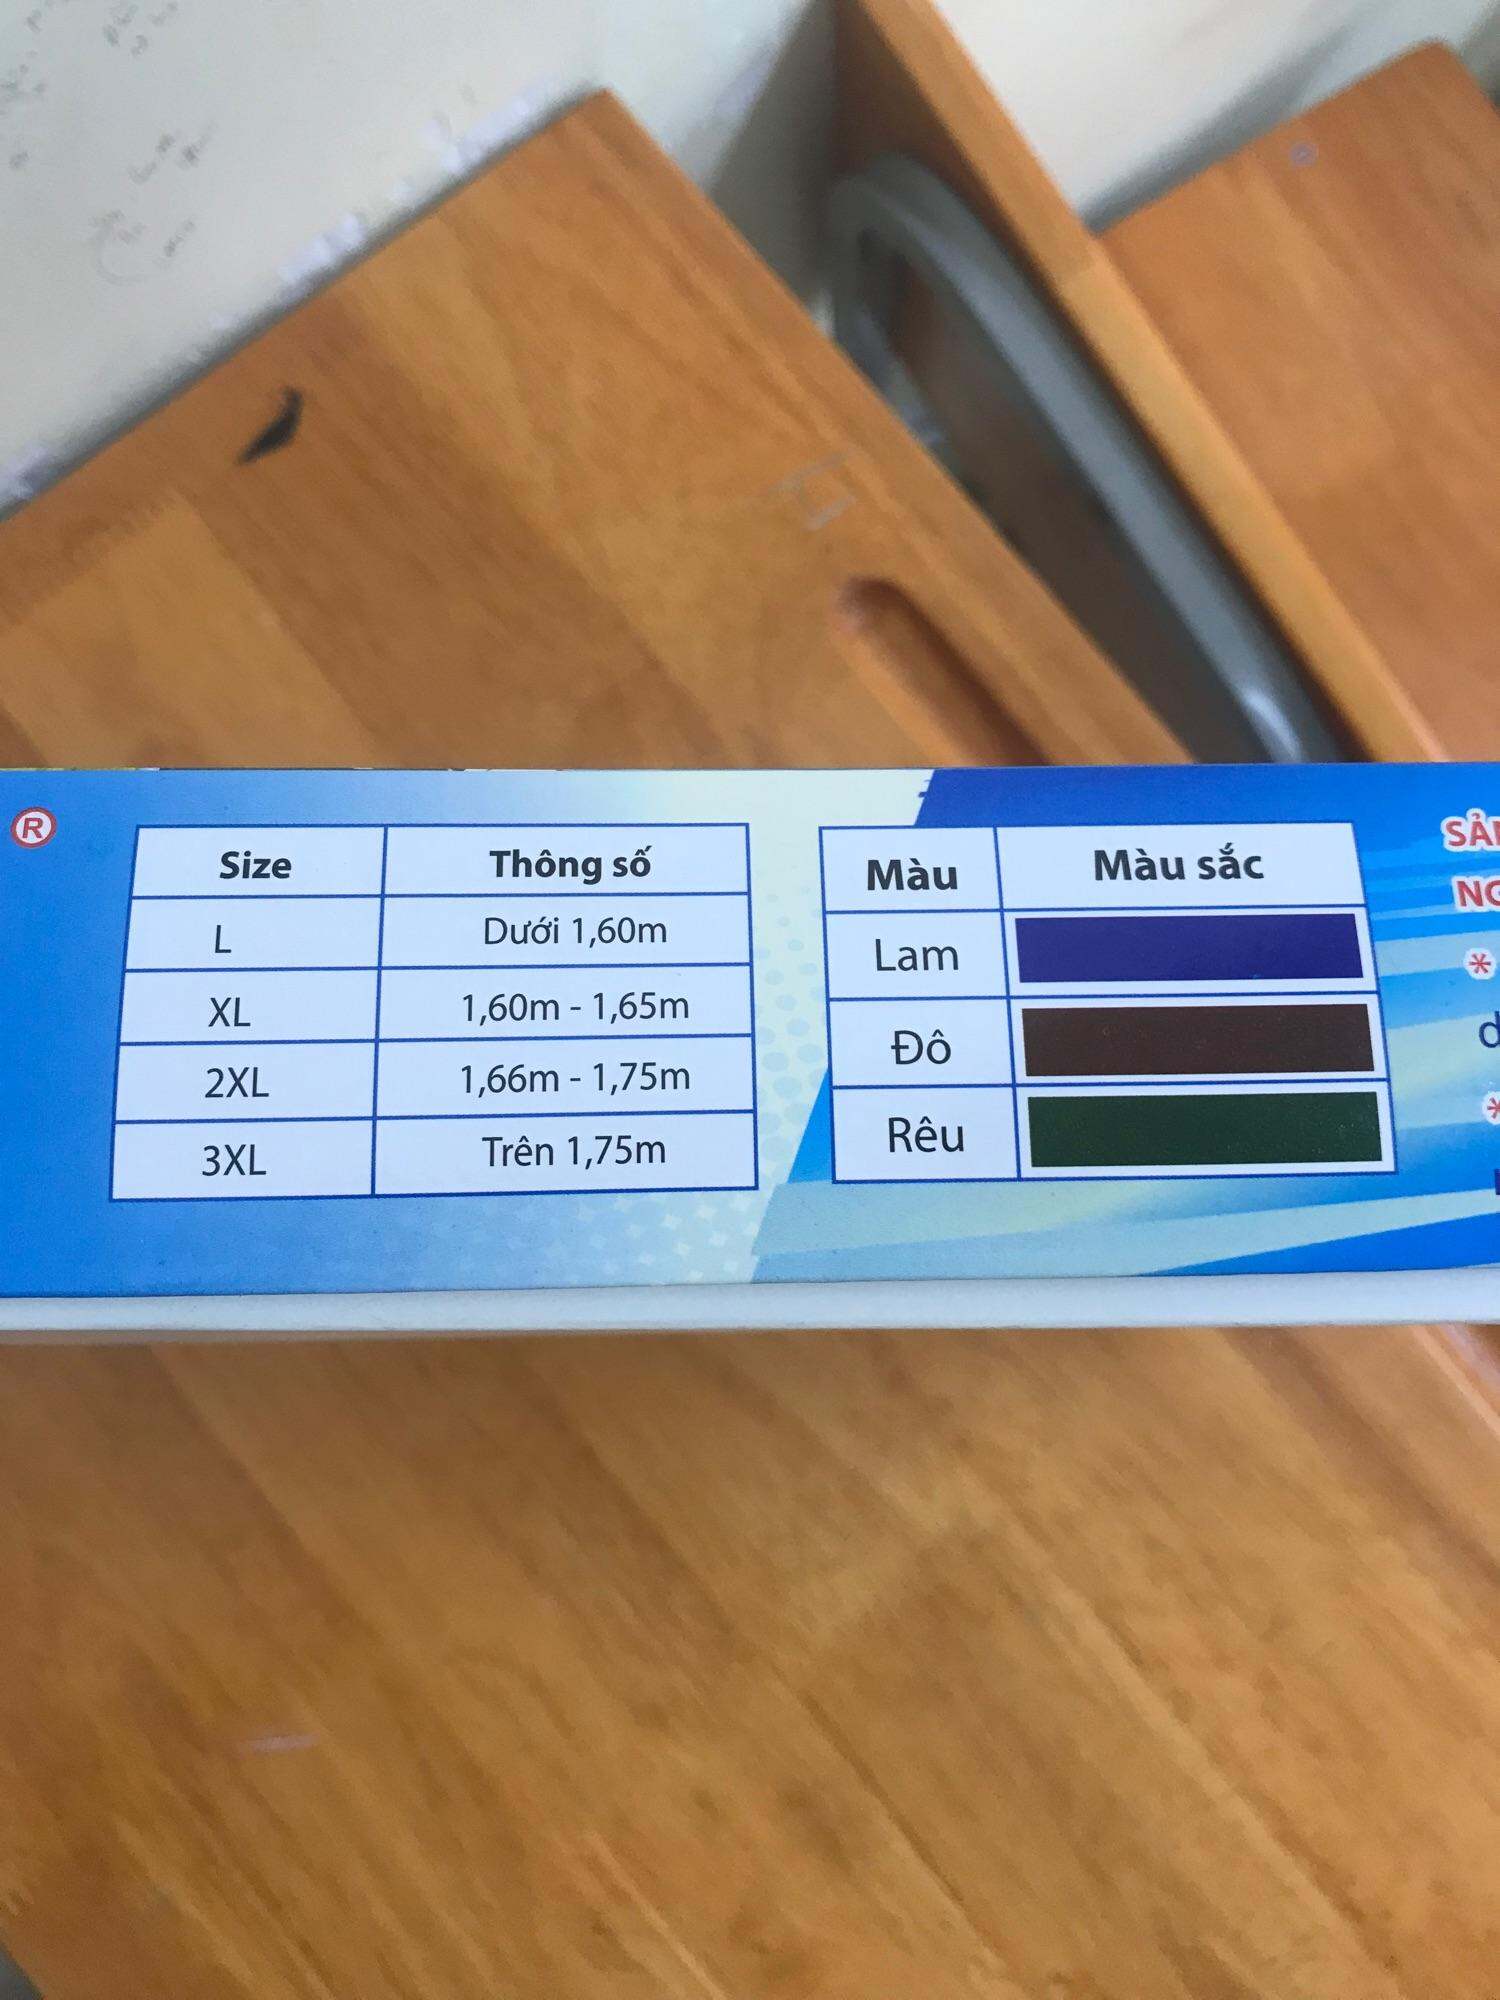 ®
Size Thông số
L Dưới 1,60m
XL 1,60m - 1,65m
2XL 1,66m - 1,75m
3XL Trên 1,75m
Màu Màu sắc
Lam
Đô
Rêu